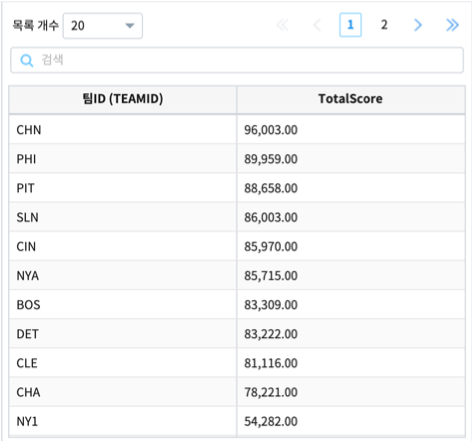 목록 개수 20 1 2
검색
팀ID (TEAMID) TotalScore
CHN 96,003.00
PHI 89,959.00
PIT 88,658.00
SLN 86,003.00
CIN 85,970.00
NYA 85,715.00
BOS 83,309.00
DET 83,222.00
CLE 81,116.00
CHA 78,221.00
NY1 54,282.00